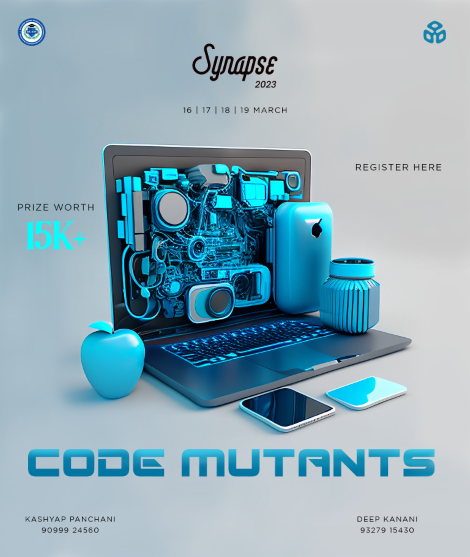 Synapse
2023
16 | 17 | 18 | 19 MARCH
REGISTER HERE
PRIZE WORTH
15K+
CODE MUTANTS
KASHYAP PANCHANI
90999 24560
DEEP KANANI
93279 15430